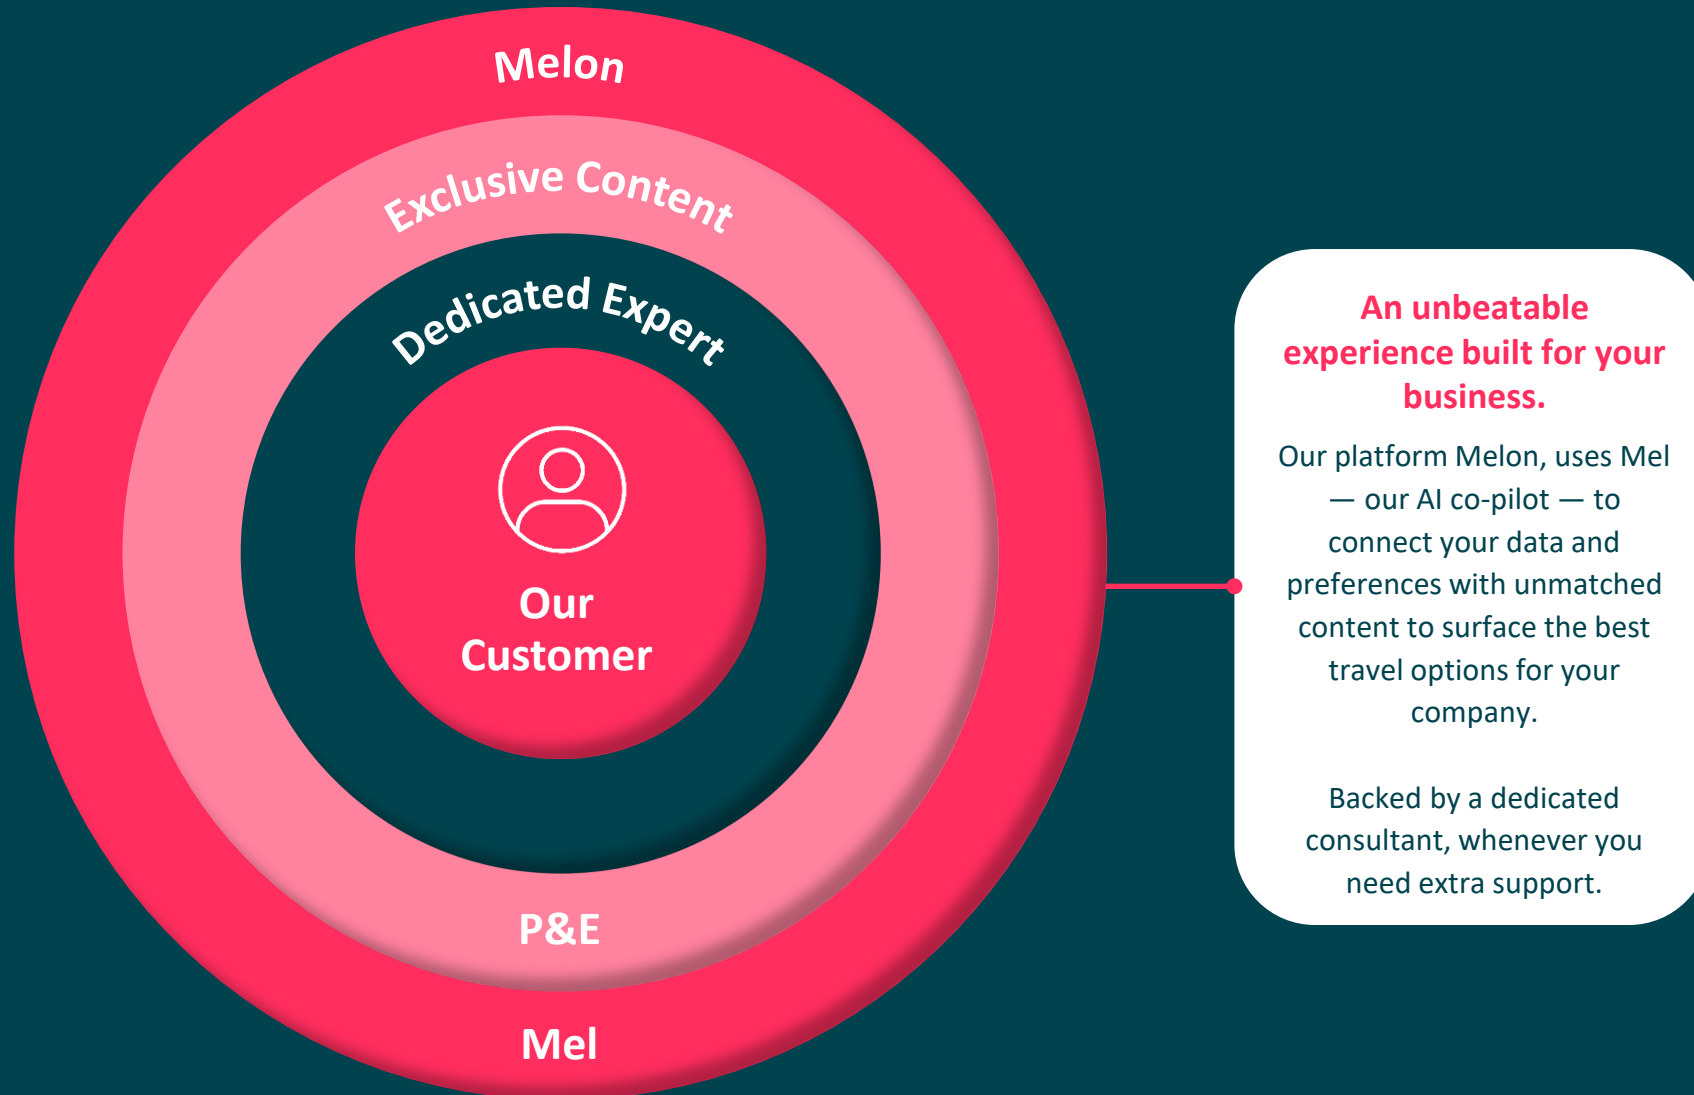 Melon
Exclusive Content
Dedicated Expert
Our
Customer
P&E
Mel
An unbeatable
experience built for your
business.
Our platform Melon, uses Mel
— our AI co-pilot — to
connect your data and
preferences with unmatched
content to surface the best
travel options for your
company.
Backed by a dedicated
consultant, whenever you
need extra support.